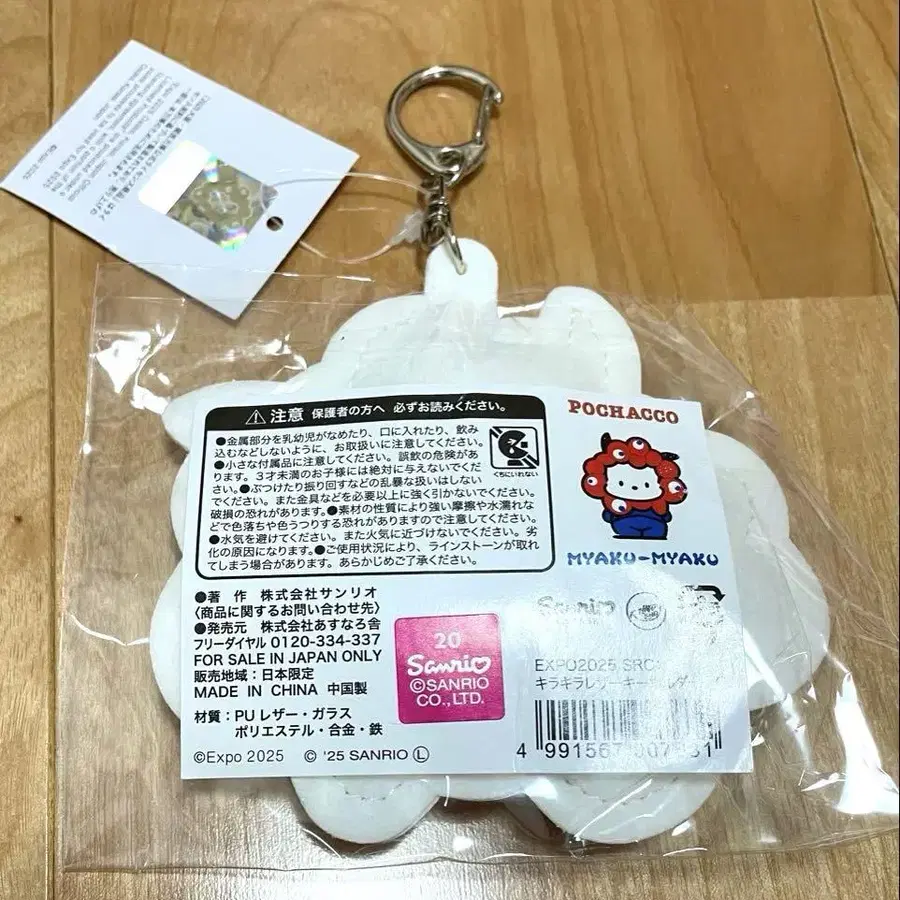 ⚠注意 保護者の方へ 必ずお読みください。
●金属部分を乳幼児がなめたり、口に入れたり、飲み
込むなどしないように、お取扱いに注意してください。
●小さな付属品に注意してください。誤飲の危険があ
ります。3才未満のお子様には絶対に与えないでくだ
さい。●ぶつけたり振り回すなどの乱暴な扱いはしない
でください。また金具などを必要以上に強く引かないでください。
破損の恐れがあります。●素材の性質により強い摩擦や水濡れな
どで色落ちや色うつりする恐れがありますので注意してください。
●水気を避けてください。また火気に近づけないでください。劣
化の原因になります。●ご使用状況により、ラインストーンが取れ
てしまう場合があります。あらかじめご了承ください。
くちにいれない
POCHACCO
MYAKU-MYAKU
●著 作 株式会社サンリオ
〈商品に関するお問い合わせ先〉
●発売元 株式会社あすなろ舎
フリーダイヤル 0120-334-337
FOR SALE IN JAPAN ONLY
販売地域:日本限定
MADE IN CHINA 中国製
材質:PUレザー・ガラス
ポリエステル・合金・鉄
©Expo 2025 © '25 SANRIO Ⓛ
20
Sanrio
©SANRIO
CO.,LTD.
Sanrio
EXPO2025
キラキラレザーキー
4 991567
©Expo 2025